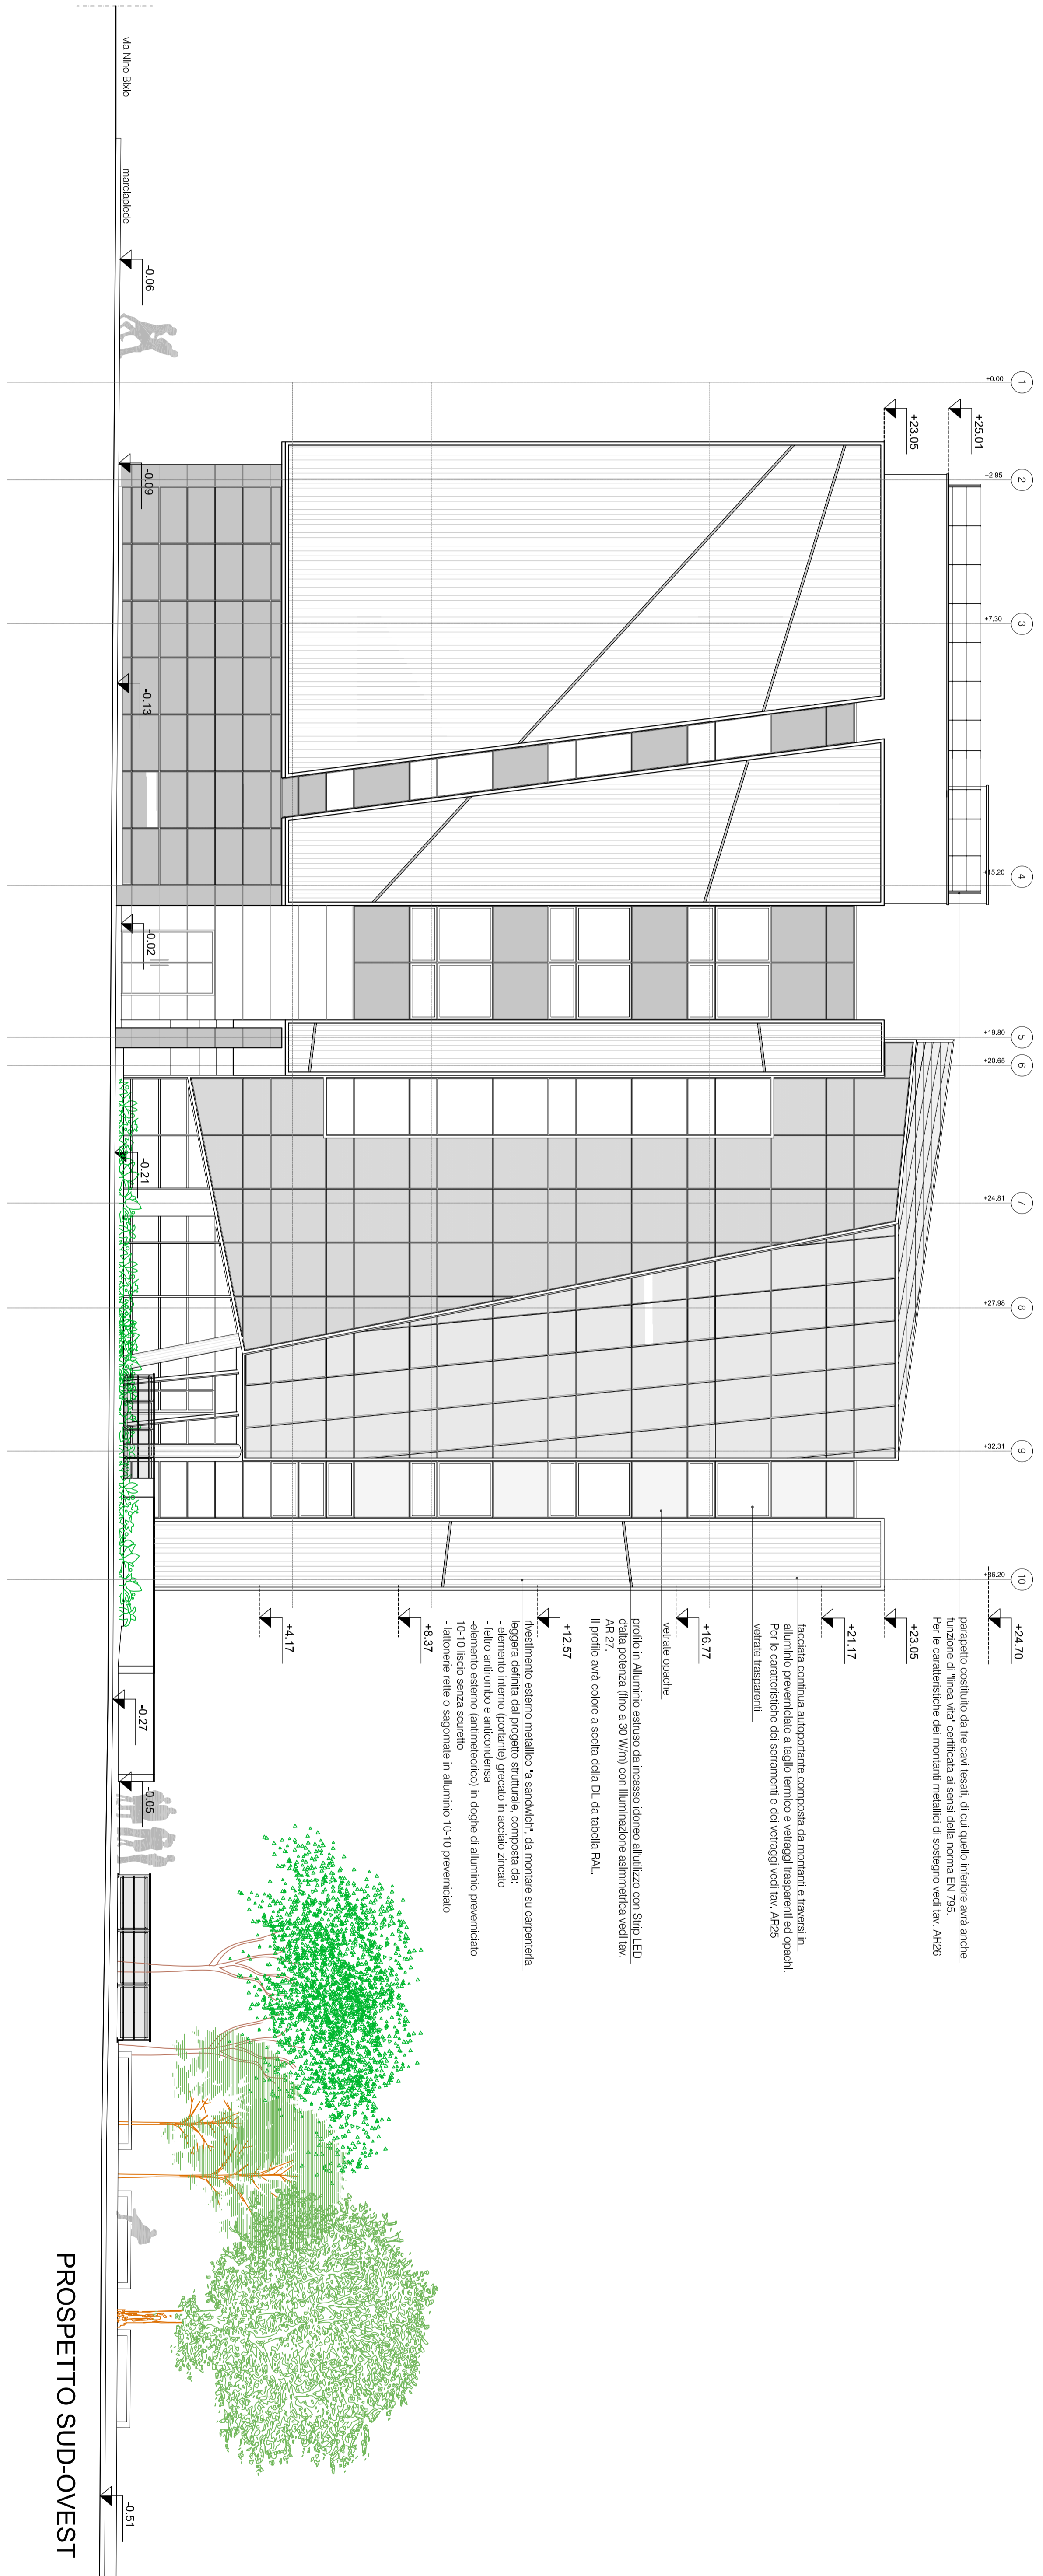 1
2
3
4
5
6
7
8
9
10
+0.00
+2.95
+7.30
+15.20
+19.80
+20.65
+24.81
+27.98
+32.31
+36.20
+25.01
+23.05
+24.70
+23.05
+21.17
+16.77
+12.57
+8.37
+4.17
parapetto costituito da tre cavi tesati, di cui quello inferiore avrà anche
funzione di "linea vita" certificata ai sensi della norma EN 795.
Per le caratteristiche dei montanti metallici di sostegno vedi tav. AR26
facciata continua autoportante composta da montanti e traversi in
alluminio preverniciato a taglio termico e vetraggi trasparenti ed opachi.
Per le caratteristiche dei serramenti e dei vetraggi vedi tav. AR25
vetrate trasparenti
vetrate opache
profilo in Alluminio estruso da incasso idoneo all'utilizzo con Strip LED
d'alta potenza (fino a 30 W/m) con illuminazione asimmetrica vedi tav.
AR 27.
Il profilo avrà colore a scelta della DL da tabella RAL.
rivestimento esterno metallico "a sandwich", da montare su carpenteria
leggera definita dal progetto strutturale, composta da:
- elemento interno (portante) grecato in acciaio zincato
- feltro antirombo e anticondensa
-elemento esterno (antimeteorico) in doghe di alluminio preverniciato
10-10 liscio senza scuretto
- lattonerie rette o sagomate in alluminio 10-10 preverniciato
via Nino Bixio
marciapiede
-0.06
-0.09
-0.13
-0.02
-0.21
-0.27
-0.05
-0.51
PROSPETTO SUD-OVEST